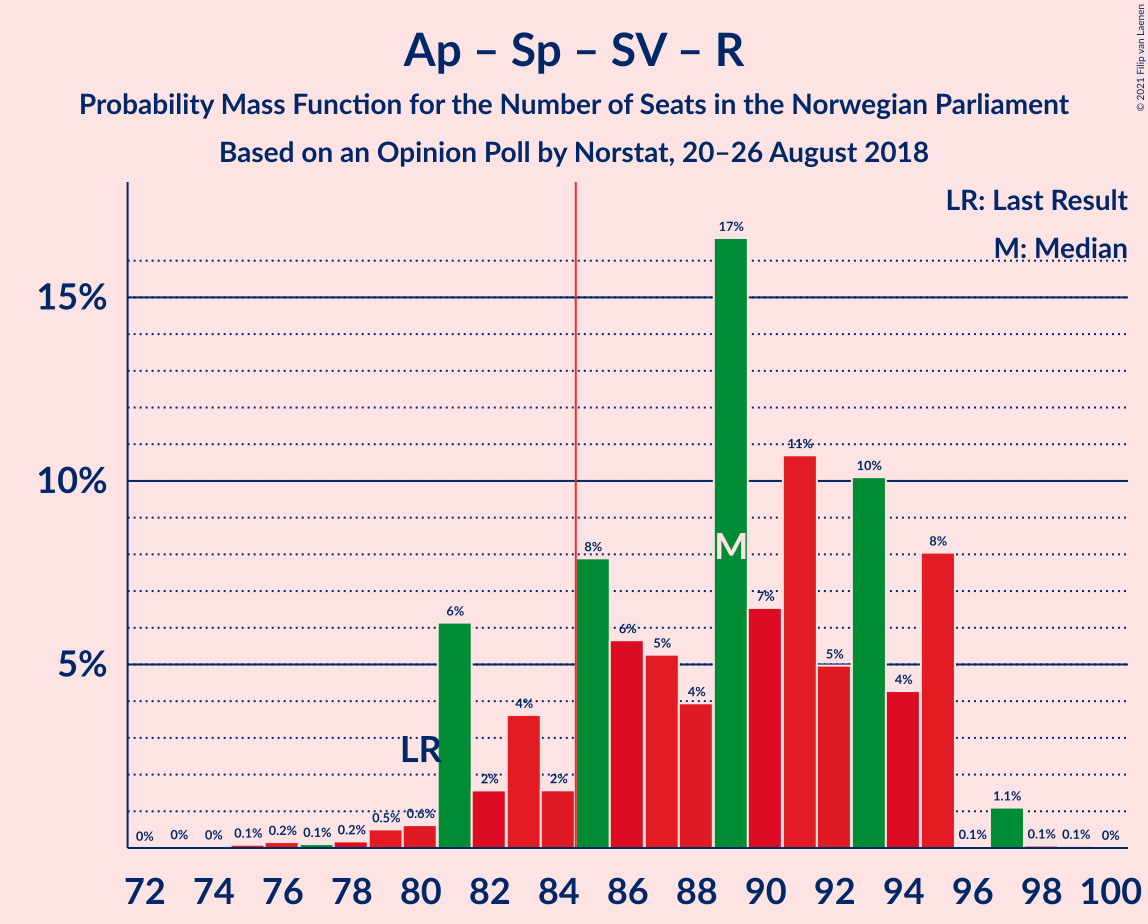 Ap – Sp – SV – R
Probability Mass Function for the Number of Seats in the Norwegian Parliament
Based on an Opinion Poll by Norstat, 20–26 August 2018
© 2021 Filip van Laenen
LR: Last Result
M: Median
15%
10%
5%
0% 0% 0% 0.1% 0.2% 0.1% 0.2% 0.5% 0.6% 6% 2% 4% 2% 8% 6% 5% 4% 17% 7% 11% 5% 10% 4% 8% 0.1% 1.1% 0.1% 0.1% 0%
LR
M
72 74 76 78 80 82 84 86 88 90 92 94 96 98 100